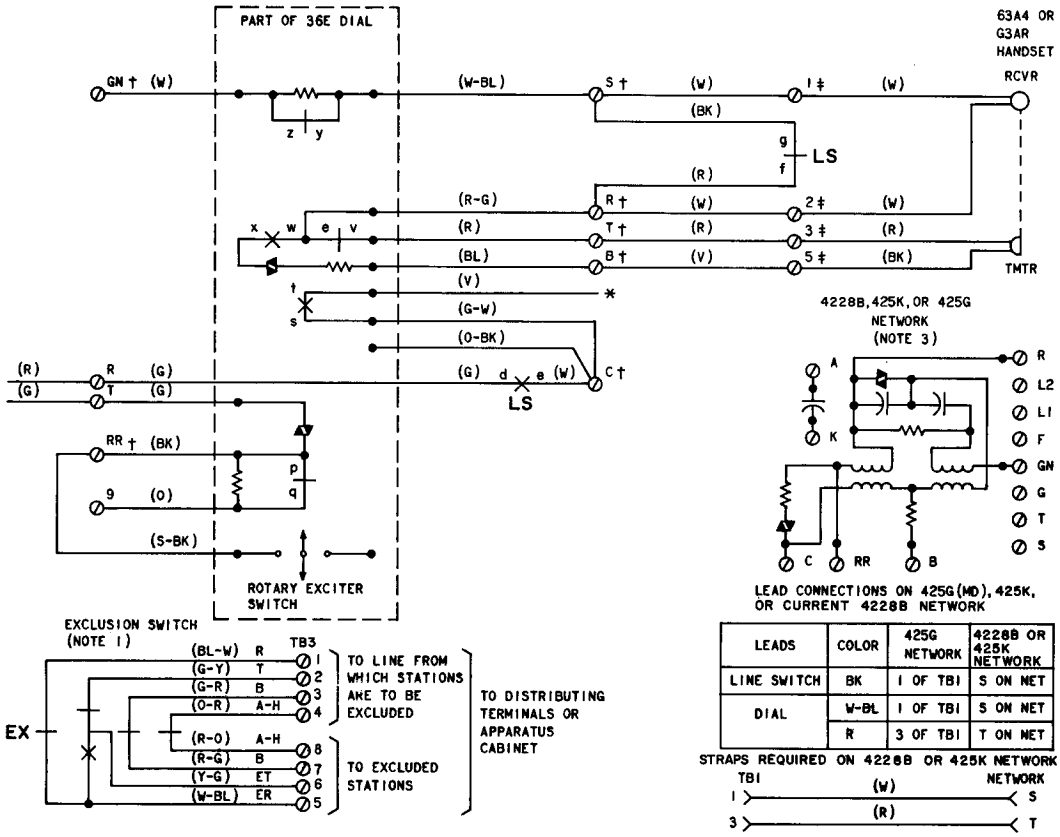 PART OF 36E DIAL
63A4 OR
G3AR
HANDSET
RCVR
GN † (W)
(W-BL)
S †
(W)
1 ‡
(W)
z
y
(BK)
g
f
LS
(R)
(R-G)
R †
(W)
2 ‡
(W)
x
w
e
v
(R)
T †
(R)
3 ‡
(R)
(BL)
B †
(V)
5 ‡
(BK)
TMTR
t
s
(V)
*
(G-W)
(O-BK)
(R)
R
(G)
(G)
d
e
(W)
C †
LS
(G)
T
(G)
RR †
(BK)
p
q
9
(O)
(S-BK)
ROTARY EXCITER
SWITCH
4228B, 425K, OR 425G
NETWORK
(NOTE 3)
A
K
R
L2
L1
F
GN
G
T
S
C
RR
B
LEAD CONNECTIONS ON 425G(MD), 425K,
OR CURRENT 4228B NETWORK
LEADS COLOR 425G NETWORK 4228B OR 425K NETWORK
LINE SWITCH BK 1 OF TB1 S ON NET
DIAL W-BL 1 OF TB1 S ON NET
R 3 OF TB1 T ON NET
STRAPS REQUIRED ON 4228B OR 425K NETWORK
TB1
NETWORK
1 (W) S
3 (R) T
EXCLUSION SWITCH
(NOTE 1)
TB3
(BL-W) R 1
(G-Y) T 2
(G-R) B 3
(O-R) A-H 4
TO LINE FROM
WHICH STATIONS
ARE TO BE
EXCLUDED
EX
(R-O) A-H 8
(R-G) B 7
(Y-G) ET 6
(W-BL) ER 5
TO EXCLUDED
STATIONS
TO DISTRIBUTING
TERMINALS OR
APPARATUS
CABINET